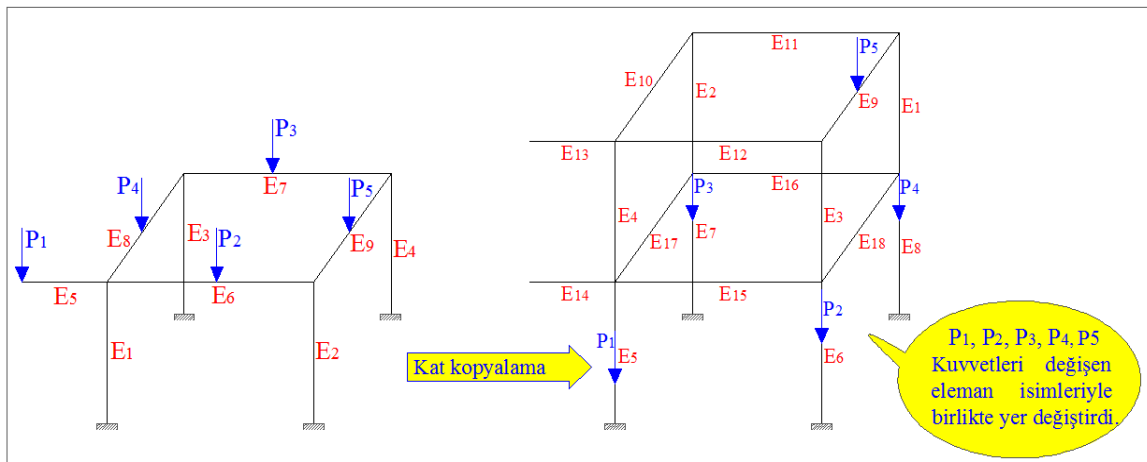 P3
P4
P5
E7
P1
E8
E3
P2
E9
E4
E5
E6
E1
E2
Kat kopyalama
E11
P5
E10
E2
E9
E1
E13
E12
P3
E16
P4
E4
E3
E17
E7
E18
E8
E14
E15
P2
P1
E5
E6
P1, P2, P3, P4, P5
Kuvvetleri değişen
eleman isimleriyle
birlikte yer değiştirdi.